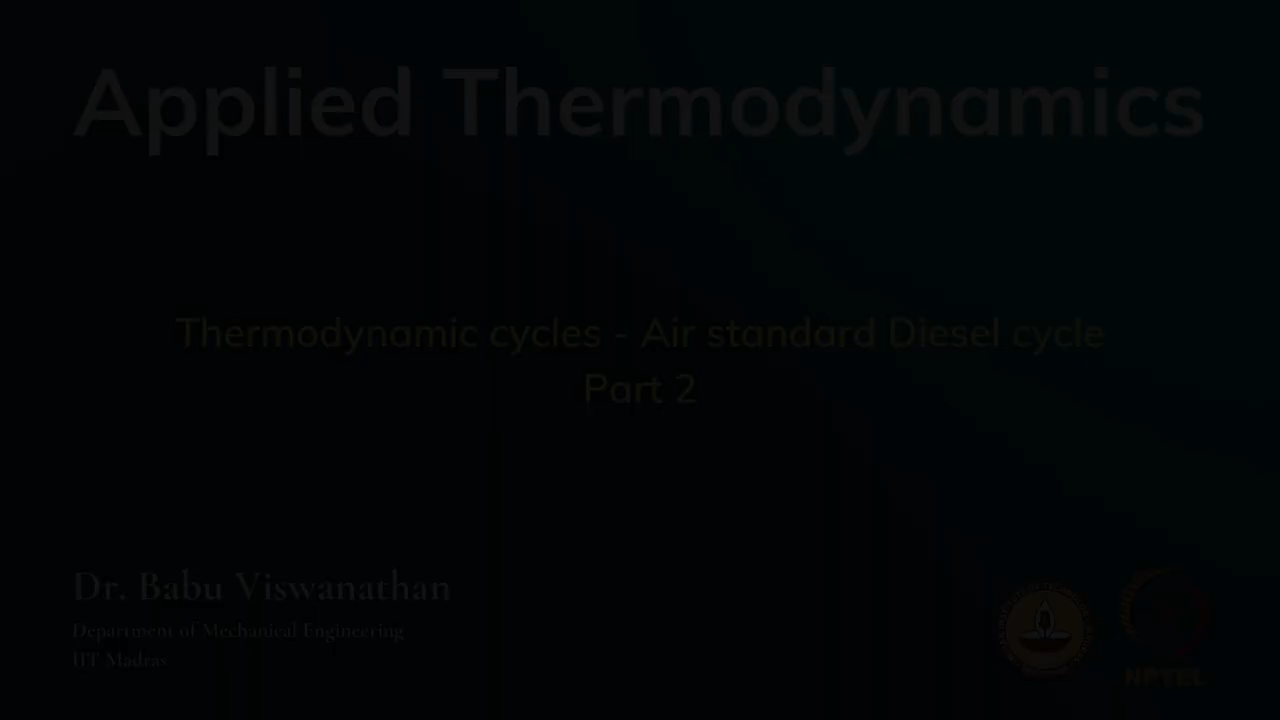 Applied Thermodynamics
Thermodynamic cycles - Air standard Diesel cycle
Part 2
Dr. Babu Viswanathan
Department of Mechanical Engineering
IIT Madras
NPTEL